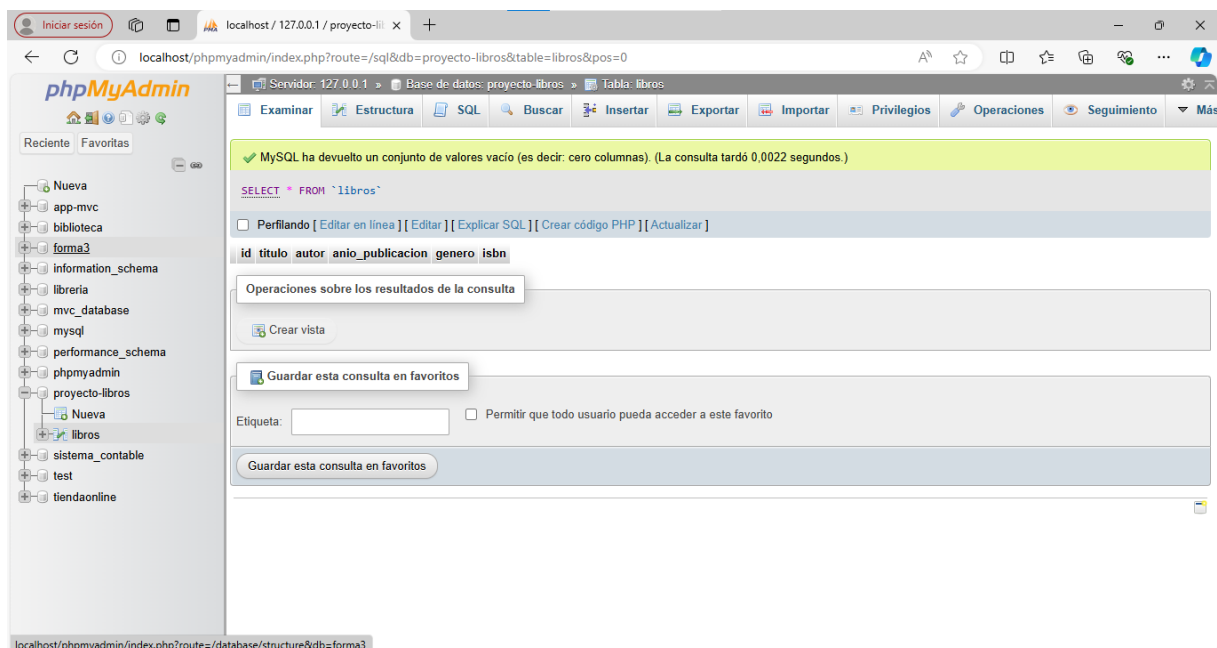 Iniciar sesión
localhost / 127.0.0.1 / proyecto-li
localhost/phpmyadmin/index.php?route=/sql&db=proyecto-libros&table=libros&pos=0
phpMyAdmin
Reciente Favoritas
Nueva
app-mvc
biblioteca
forma3
information_schema
libreria
mvc_database
mysql
performance_schema
phpmyadmin
proyecto-libros
Nueva
libros
sistema_contable
test
tiendaonline
Servidor: 127.0.0.1 » Base de datos: proyecto-libros » Tabla: libros
Examinar Estructura SQL Buscar Insertar Exportar Importar Privilegios Operaciones Seguimiento Más
MySQL ha devuelto un conjunto de valores vacío (es decir: cero columnas). (La consulta tardó 0,0022 segundos.)
SELECT * FROM `libros`
Perfilando [ Editar en línea ] [ Editar ] [ Explicar SQL ] [ Crear código PHP ] [ Actualizar ]
id titulo autor anio_publicacion genero isbn
Operaciones sobre los resultados de la consulta
Crear vista
Guardar esta consulta en favoritos
Etiqueta: Permitir que todo usuario pueda acceder a este favorito
Guardar esta consulta en favoritos
localhost/phpmyadmin/index.php?route=/database/structure&db=forma3